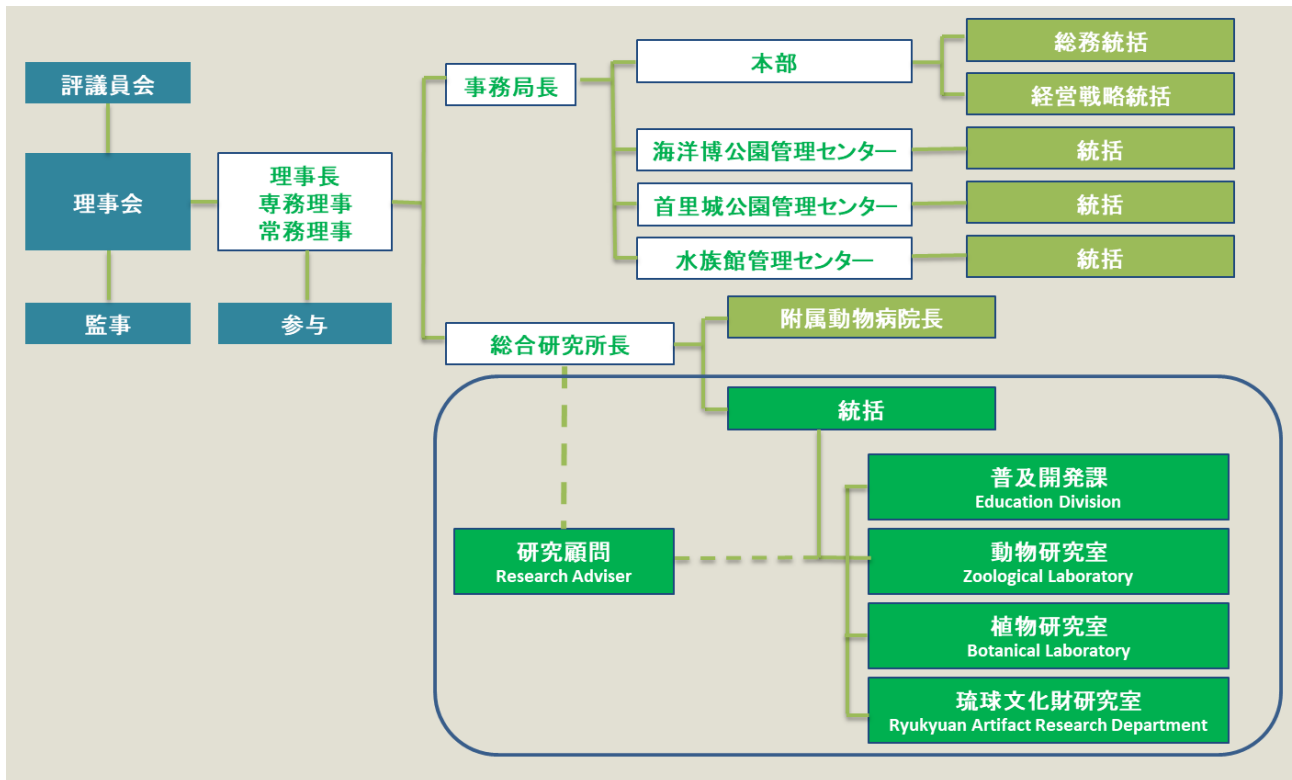 評議員会
理事会
監事
理事長
専務理事
常務理事
参与
事務局長
本部
総務統括
経営戦略統括
海洋博公園管理センター
統括
首里城公園管理センター
統括
水族館管理センター
統括
総合研究所長
附属動物病院長
統括
研究顧問
Research Adviser
普及開発課
Education Division
動物研究室
Zoological Laboratory
植物研究室
Botanical Laboratory
琉球文化財研究室
Ryukyuan Artifact Research Department